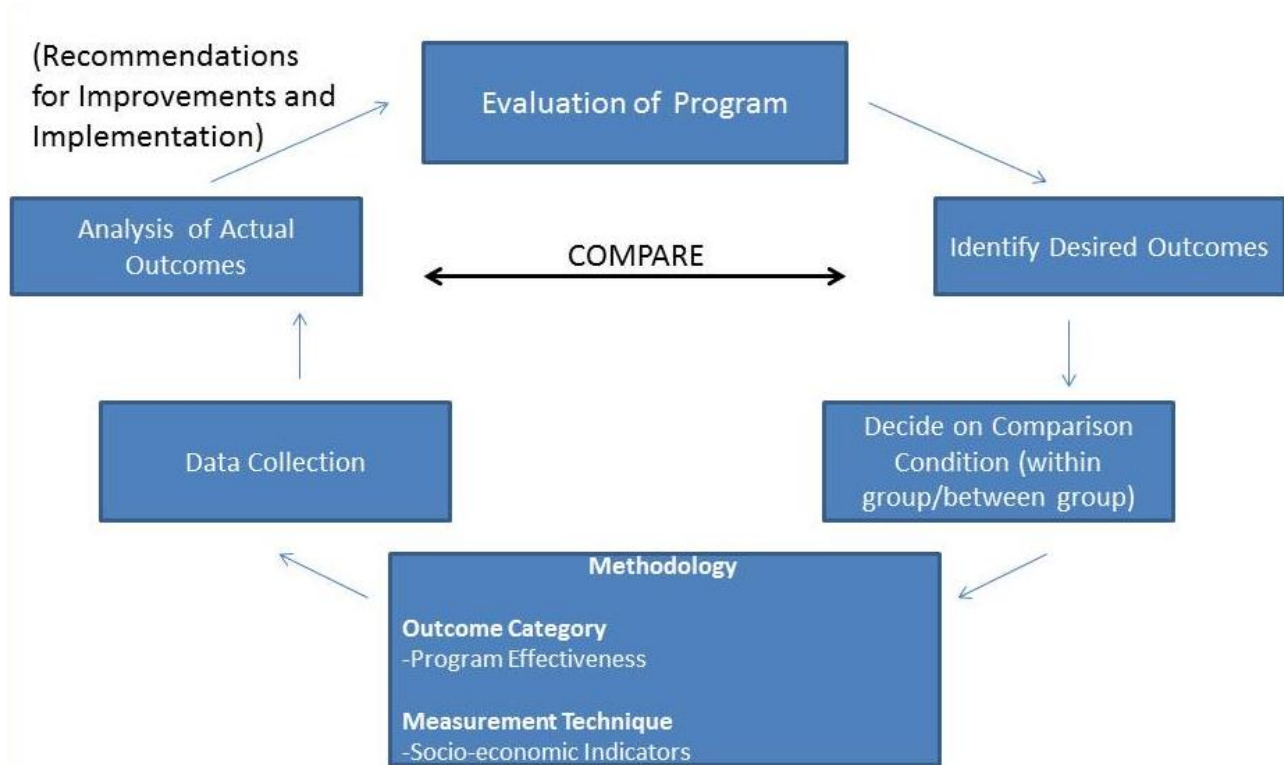 (Recommendations
for Improvements and
Implementation)
Evaluation of Program
Analysis of Actual
Outcomes
COMPARE
Identify Desired Outcomes
Data Collection
Decide on Comparison
Condition (within
group/between group)
Methodology
Outcome Category
-Program Effectiveness
Measurement Technique
-Socio-economic Indicators